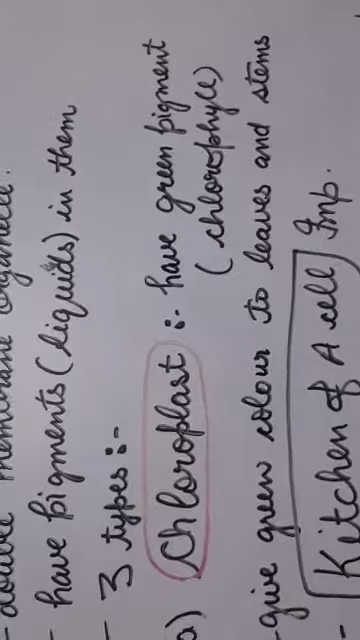 - double membrane organelle.
- have pigments (liquids) in them
- 3 types :-
a) Chloroplast :- have green pigment
(chlorophyll)
give green colour to leaves and stems
- Kitchen of A cell Imp.